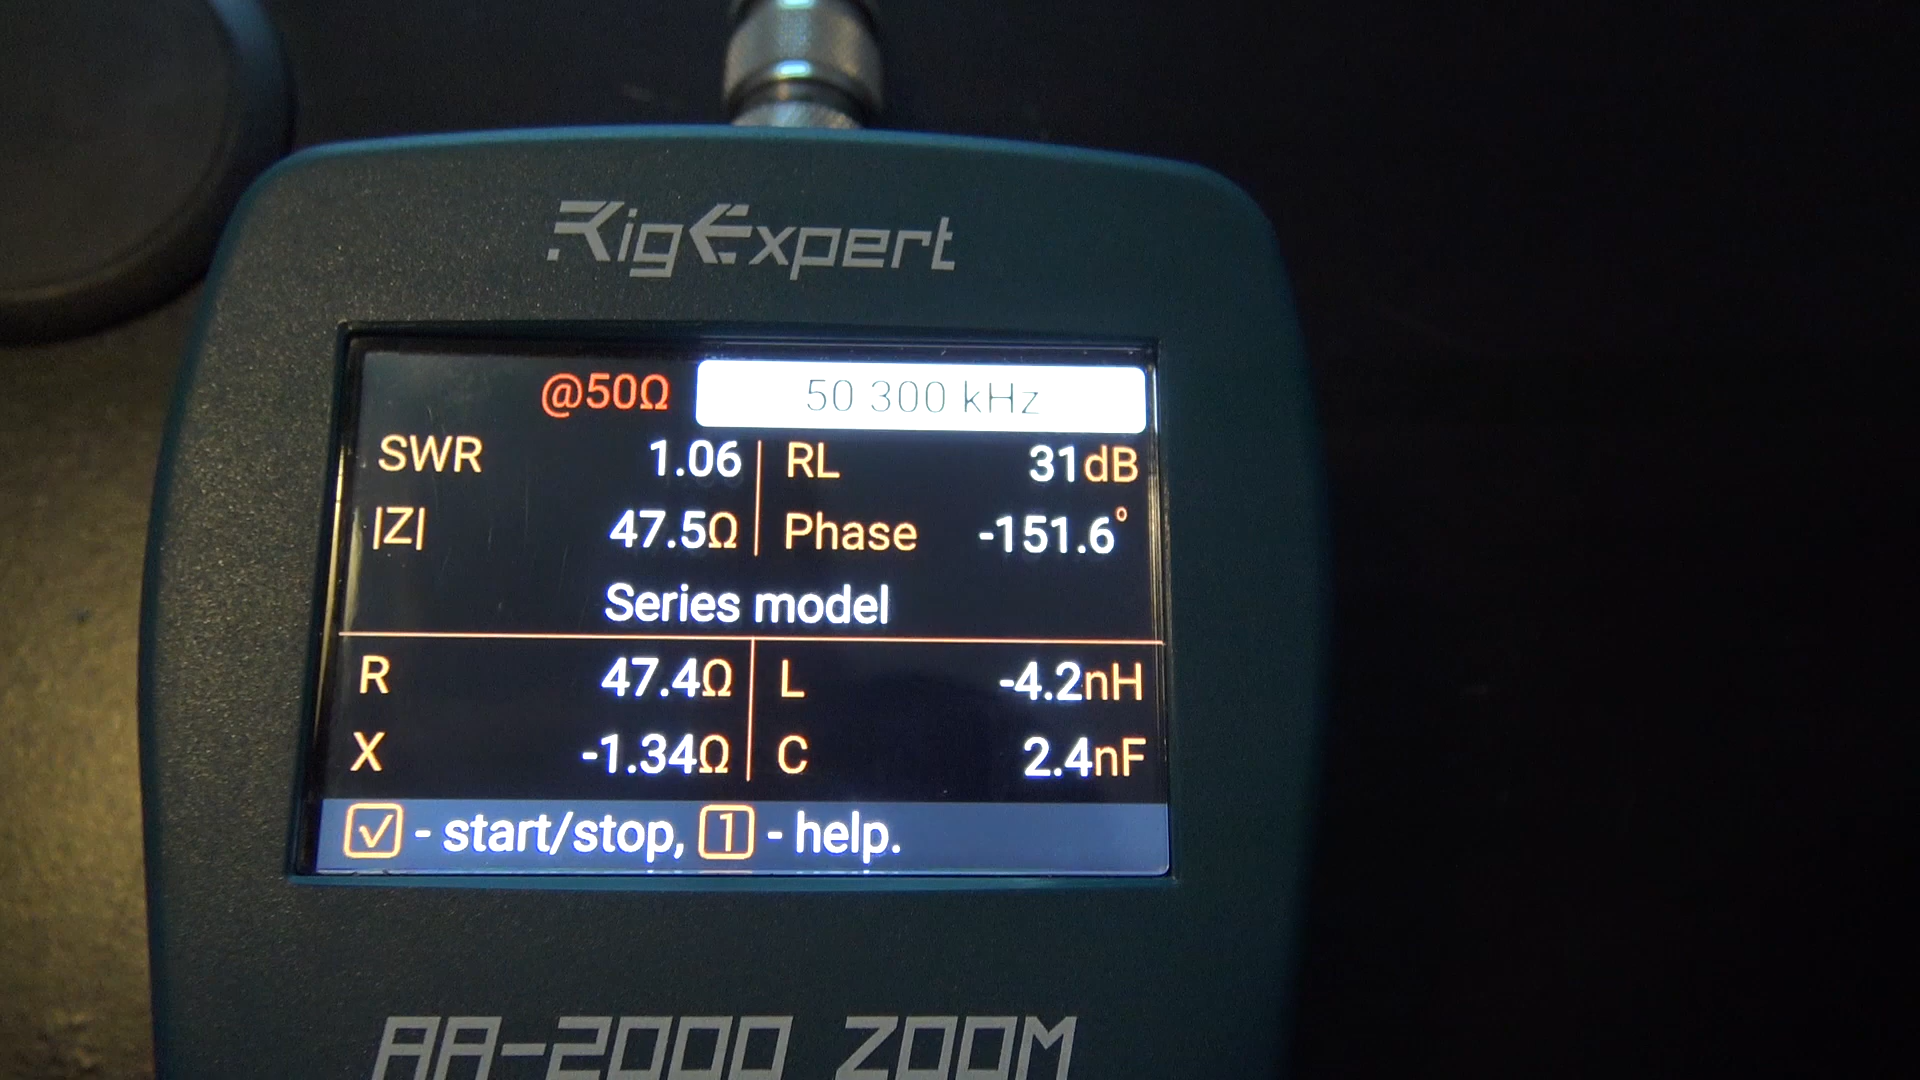 RigExpert
@50Ω 50 300 kHz
SWR 1.06 RL 31dB
|Z| 47.5Ω Phase -151.6°
Series model
R 47.4Ω L -4.2nH
X -1.34Ω C 2.4nF
✓ - start/stop, 1 - help.
AA-2000 ZOOM